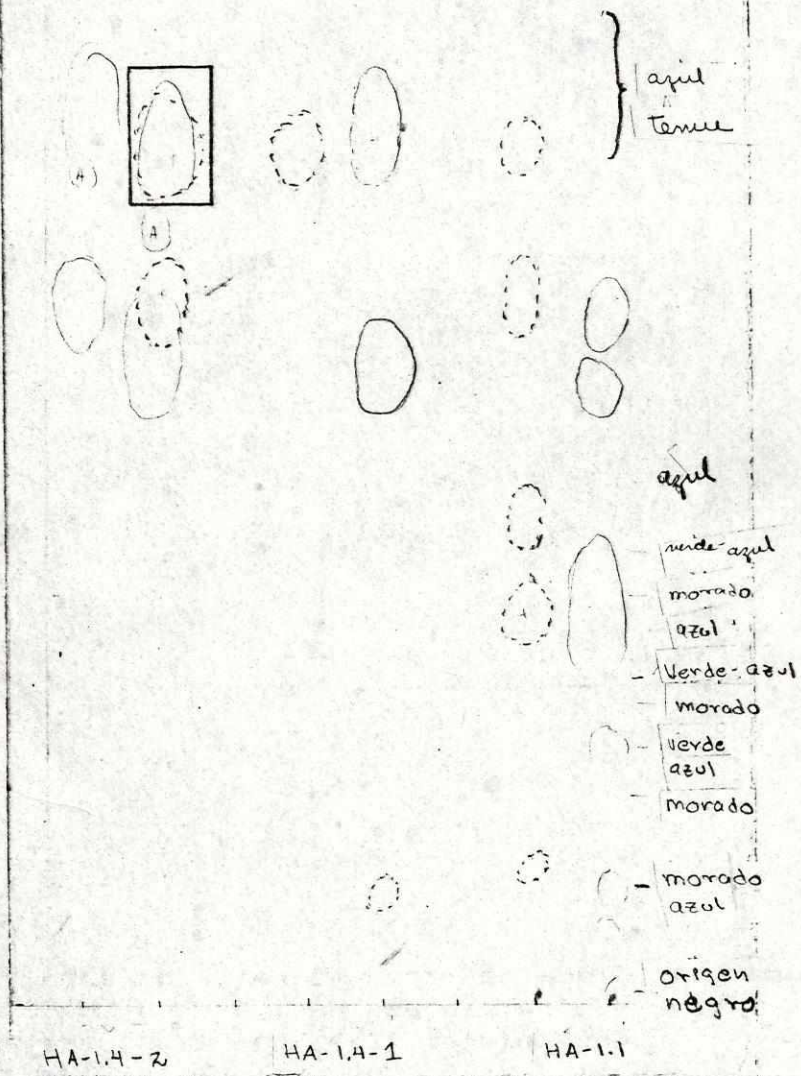 azul
tenue
(A)
A
azul
verde-azul
morado
azul
Verde-azul
morado
verde
azul
morado
morado
azul
origen
negro
HA-1.4-2 HA-1.4-1 HA-1.1